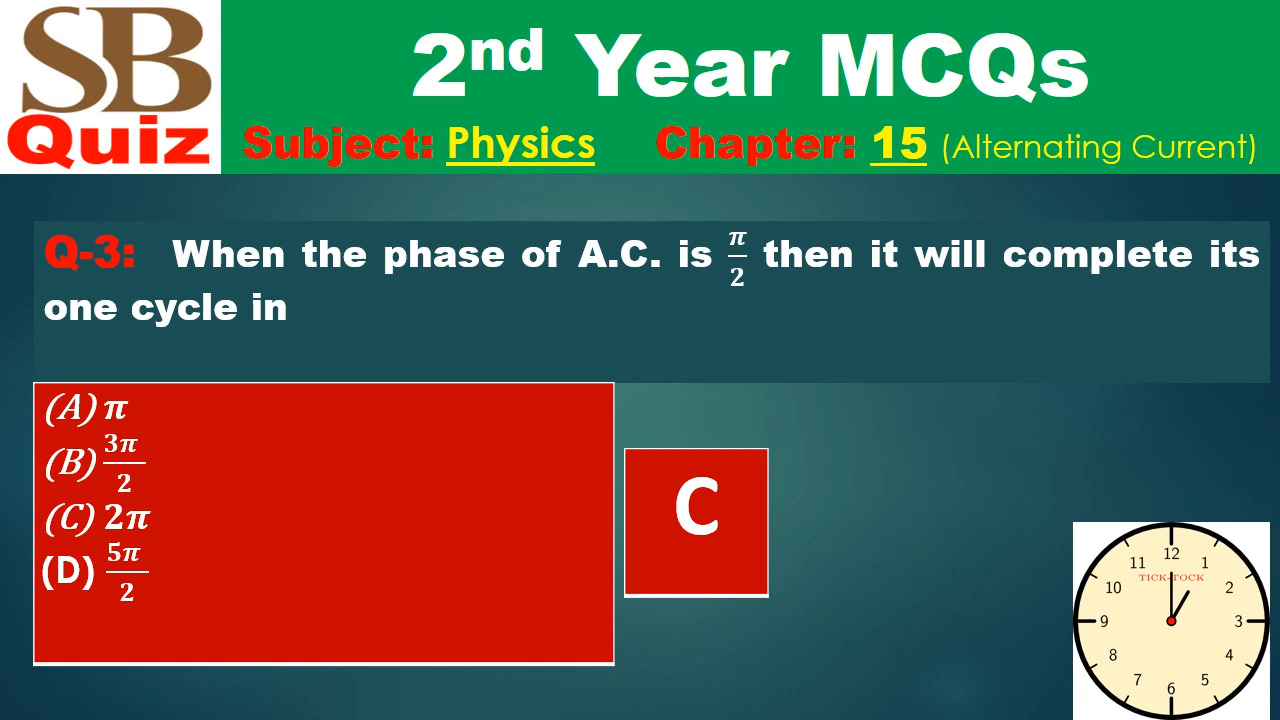 SB
Quiz
2nd Year MCQs
Subject: Physics Chapter: 15 (Alternating Current)
Q-3: When the phase of A.C. is π/2 then it will complete its
one cycle in
(A) π
(B) 3π/2
(C) 2π
(D) 5π/2
C
12
11 1
TICK-TOCK
10 2
9 3
8 4
7 5
6